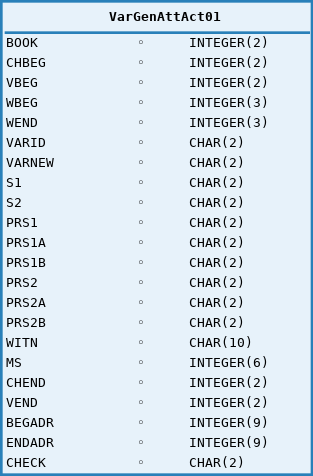 VarGenAttAct01
BOOK ◦ INTEGER(2)
CHBEG ◦ INTEGER(2)
VBEG ◦ INTEGER(2)
WBEG ◦ INTEGER(3)
WEND ◦ INTEGER(3)
VARID ◦ CHAR(2)
VARNEW ◦ CHAR(2)
S1 ◦ CHAR(2)
S2 ◦ CHAR(2)
PRS1 ◦ CHAR(2)
PRS1A ◦ CHAR(2)
PRS1B ◦ CHAR(2)
PRS2 ◦ CHAR(2)
PRS2A ◦ CHAR(2)
PRS2B ◦ CHAR(2)
WITN ◦ CHAR(10)
MS ◦ INTEGER(6)
CHEND ◦ INTEGER(2)
VEND ◦ INTEGER(2)
BEGADR ◦ INTEGER(9)
ENDADR ◦ INTEGER(9)
CHECK ◦ CHAR(2)